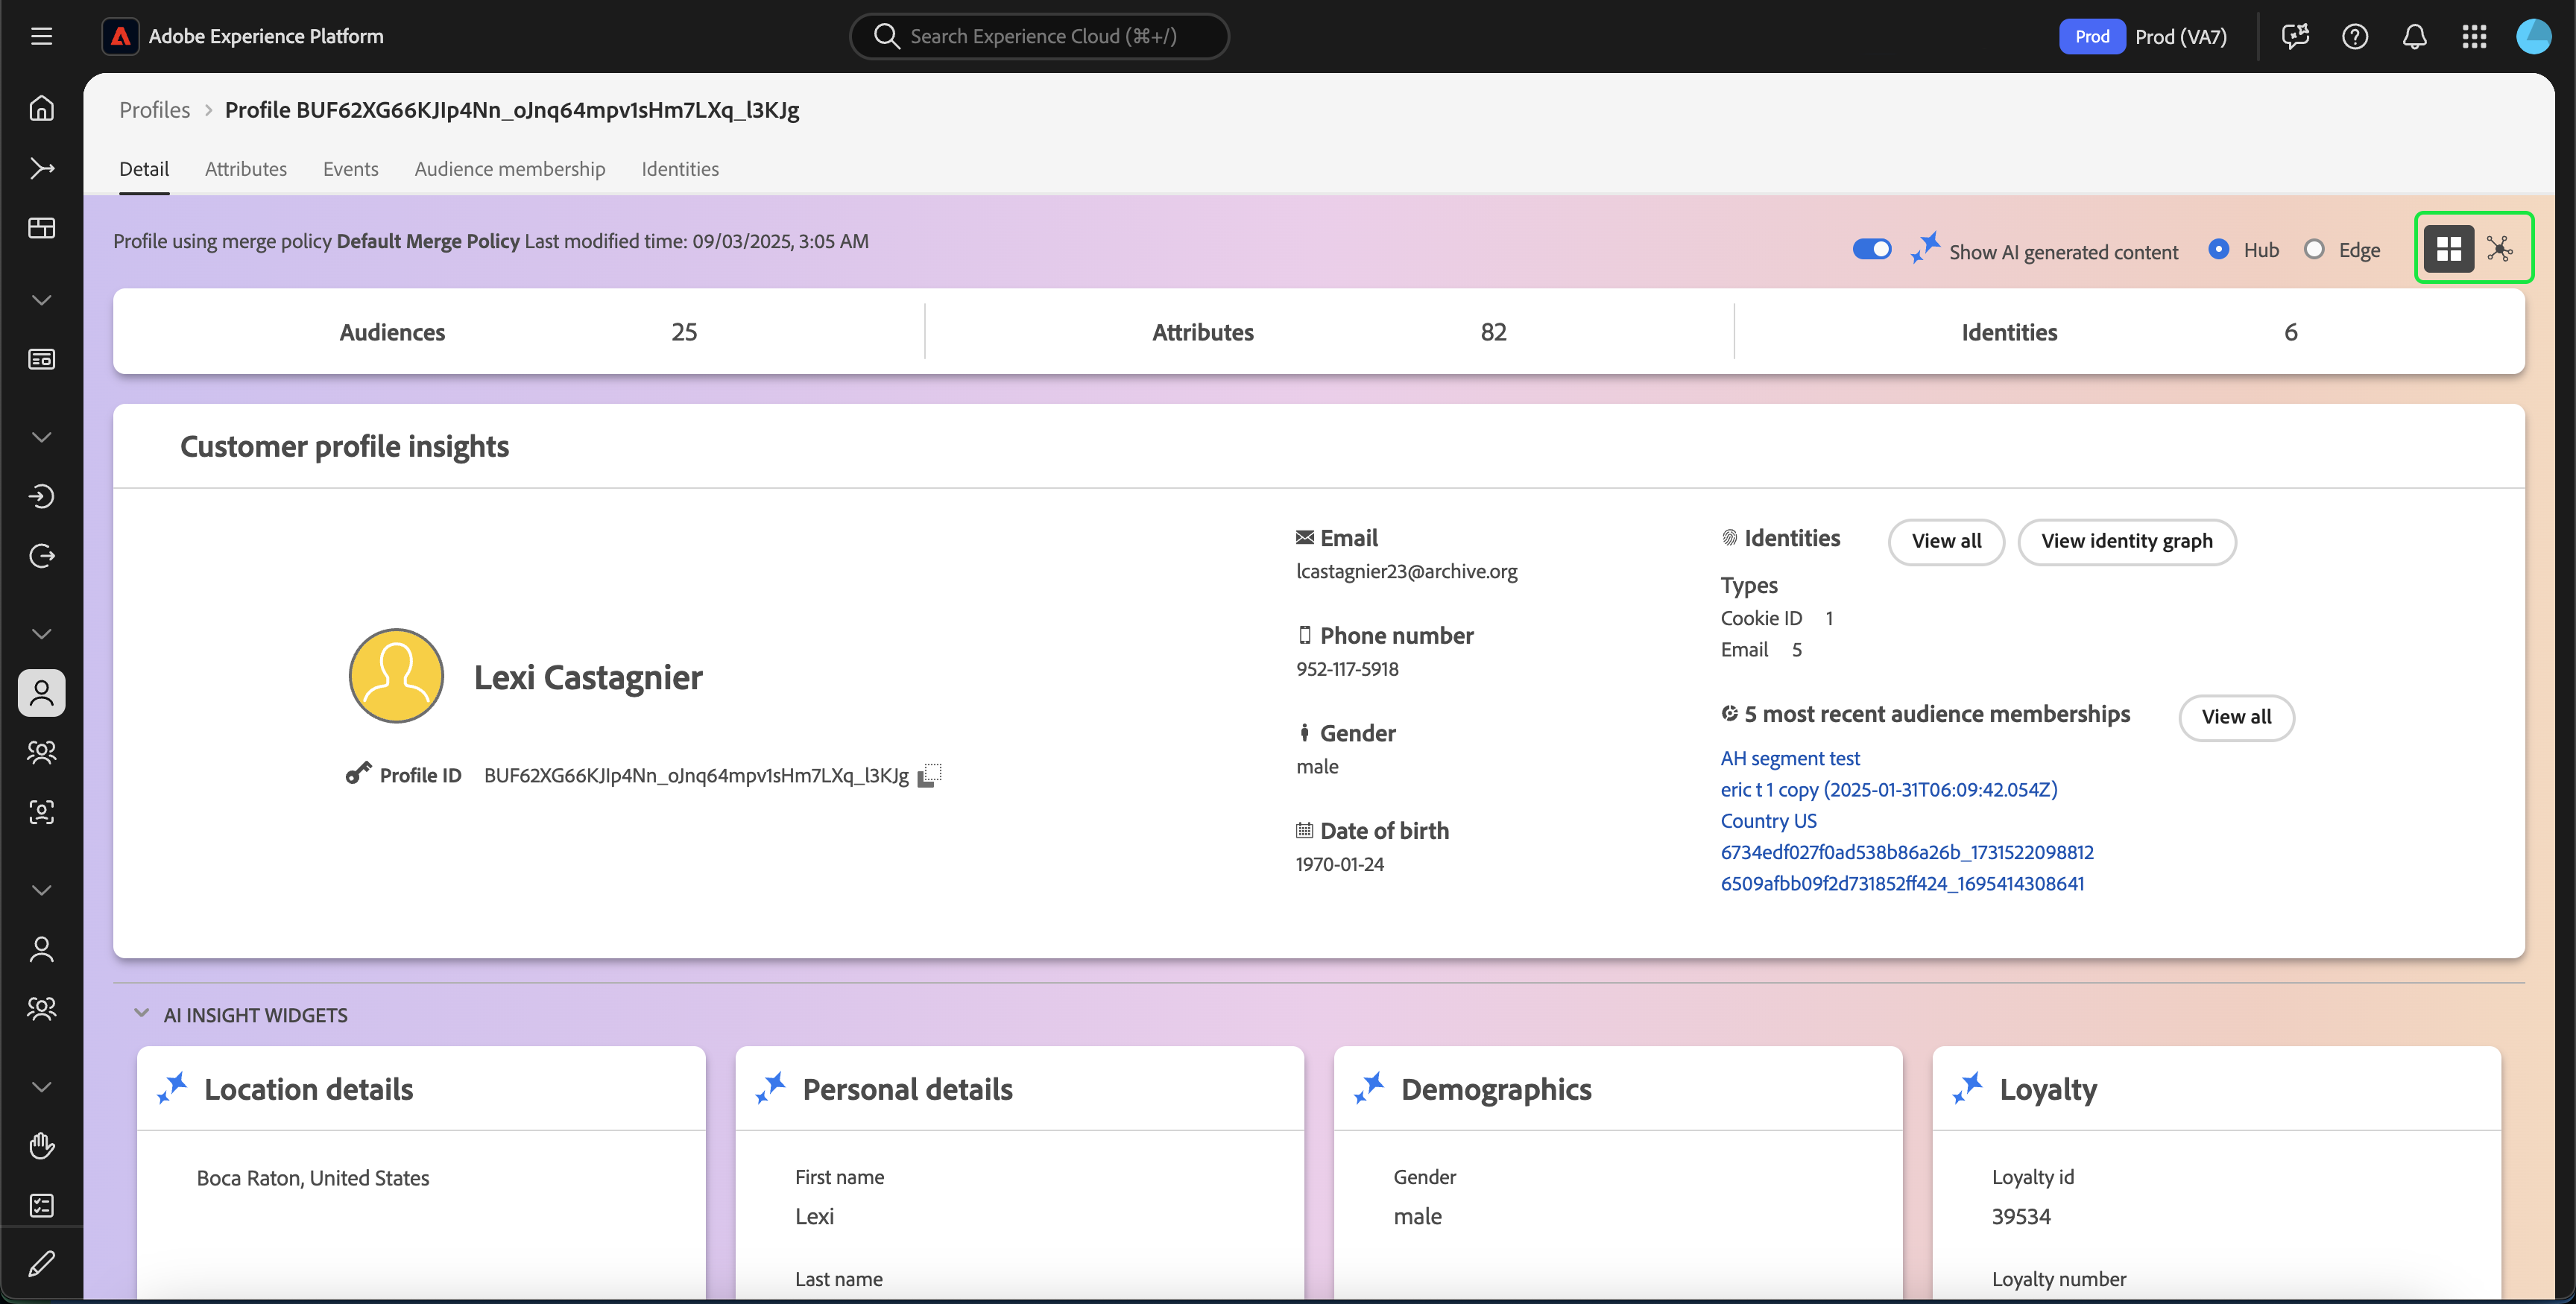 Adobe Experience Platform
Search Experience Cloud (⌘+/)
Prod
Prod (VA7)
Profiles
Profile BUF62XG66KJIp4Nn_oJnq64mpv1sHm7LXq_l3KJg
Detail
Attributes
Events
Audience membership
Identities
Profile using merge policy Default Merge Policy Last modified time: 09/03/2025, 3:05 AM
Show AI generated content
Hub
Edge
Audiences
25
Attributes
82
Identities
6
Customer profile insights
Lexi Castagnier
Profile ID
BUF62XG66KJIp4Nn_oJnq64mpv1sHm7LXq_l3KJg
Email
lcastagnier23@archive.org
Phone number
952-117-5918
Gender
male
Date of birth
1970-01-24
Identities
View all
View identity graph
Types
Cookie ID 1
Email 5
5 most recent audience memberships
View all
AH segment test
eric t 1 copy (2025-01-31T06:09:42.054Z)
Country US
6734edf027f0ad538b86a26b_1731522098812
6509afbb09f2d731852ff424_1695414308641
AI INSIGHT WIDGETS
Location details
Boca Raton, United States
Personal details
First name
Lexi
Last name
Demographics
Gender
male
Loyalty
Loyalty id
39534
Loyalty number